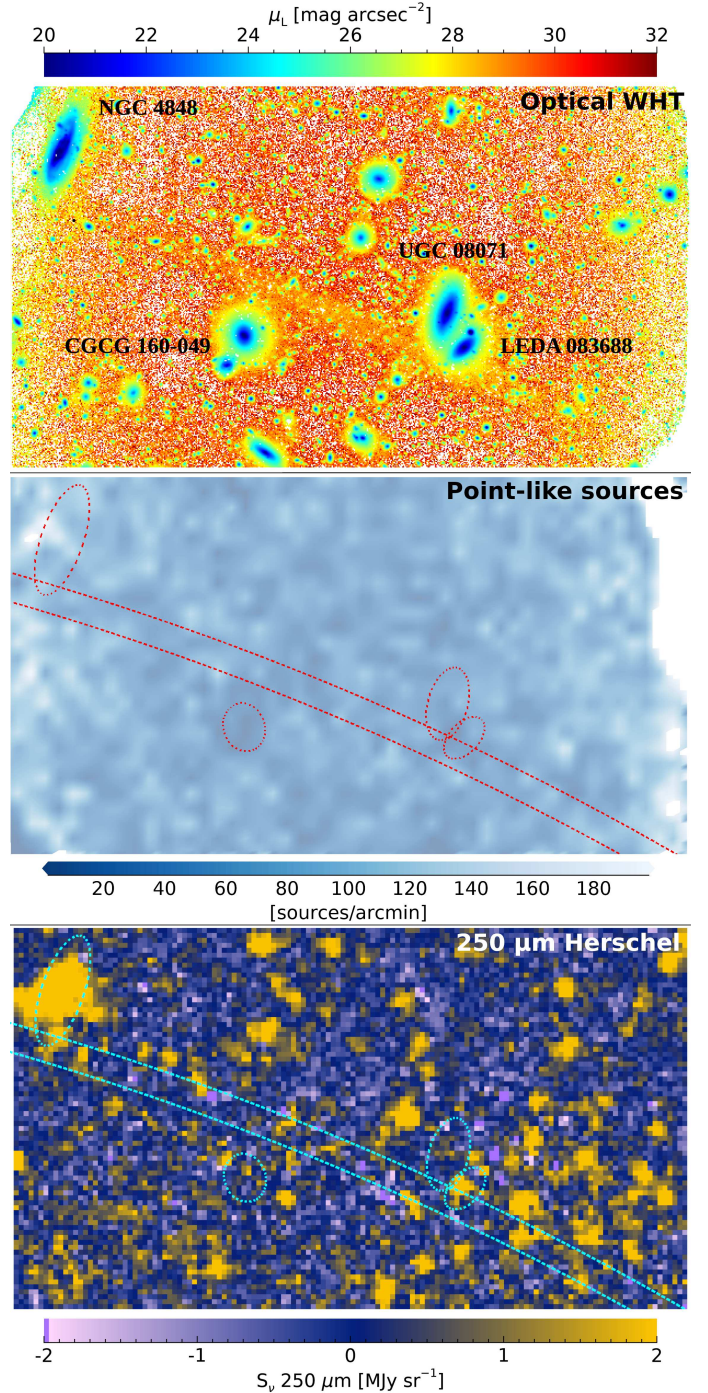 μL [mag arcsec−2]
20 22 24 26 28 30 32
Optical WHT
NGC 4848
UGC 08071
CGCG 160-049
LEDA 083688
Point-like sources
20 40 60 80 100 120 140 160 180
[sources/arcmin]
250 μm Herschel
-2 -1 0 1 2
Sν 250 μm [MJy sr−1]